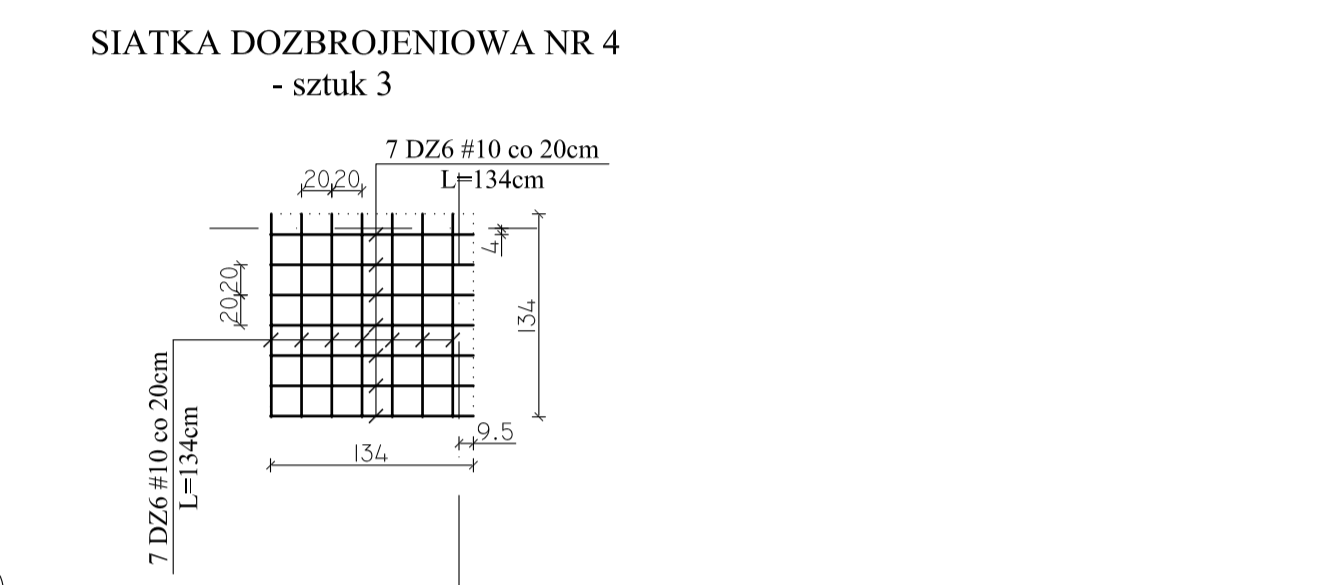 SIATKA DOZBROJENIOWA NR 4
- sztuk 3
7 DZ6 #10 co 20cm
L=134cm
20 20
4
20 20
134
7 DZ6 #10 co 20cm
L=134cm
9.5
134